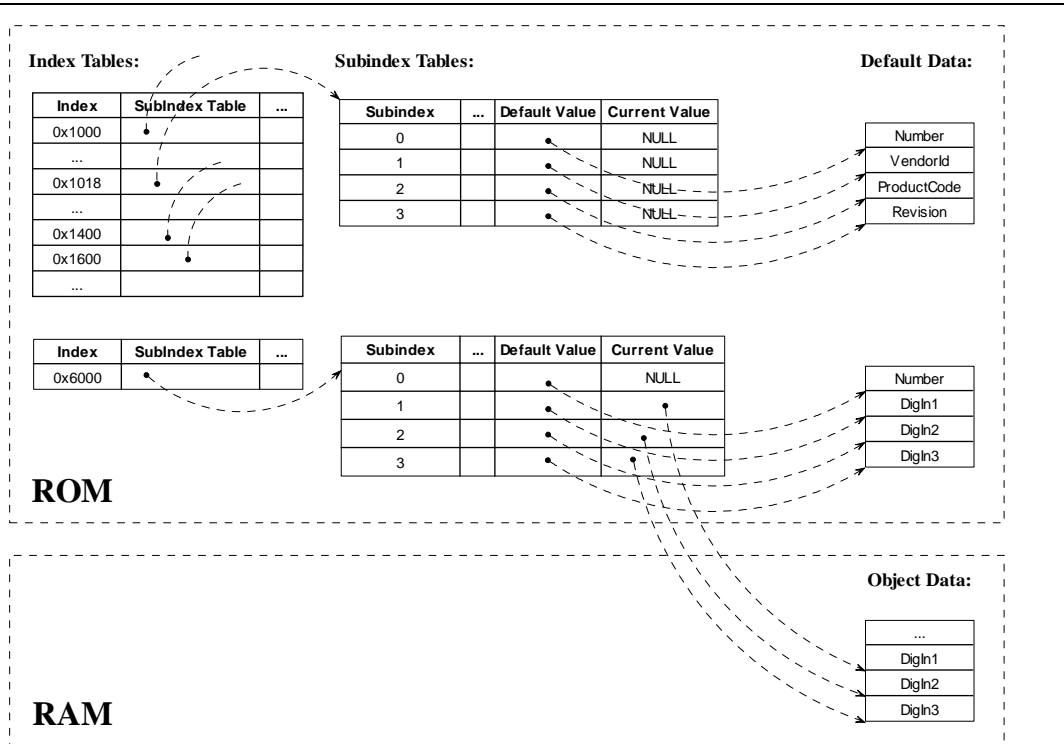 Index Tables:
Subindex Tables:
Default Data:
Index SubIndex Table ...
0x1000
...
0x1018
...
0x1400
0x1600
...
Subindex ... Default Value Current Value
0 NULL
1 NULL
2 NULL
3 NULL
Number
VendorId
ProductCode
Revision
Index SubIndex Table ...
0x6000
Subindex ... Default Value Current Value
0 NULL
1
2
3
Number
DigIn1
DigIn2
DigIn3
ROM
Object Data:
...
DigIn1
DigIn2
DigIn3
RAM